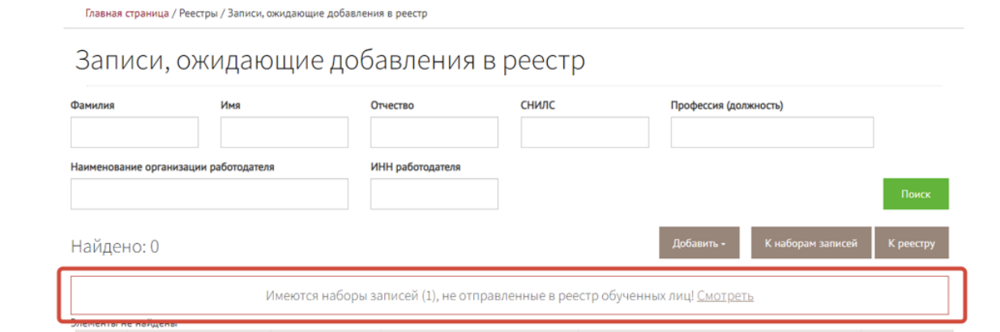 Главная страница / Реестры / Записи, ожидающие добавления в реестр
Записи, ожидающие добавления в реестр
Фамилия Имя Отчество СНИЛС Профессия (должность)
Наименование организации работодателя ИНН работодателя
Поиск
Найдено: 0 Добавить К наборам записей К реестру
Имеются наборы записей (1), не отправленные в реестр обученных лиц! Смотреть
Элементы не найдены